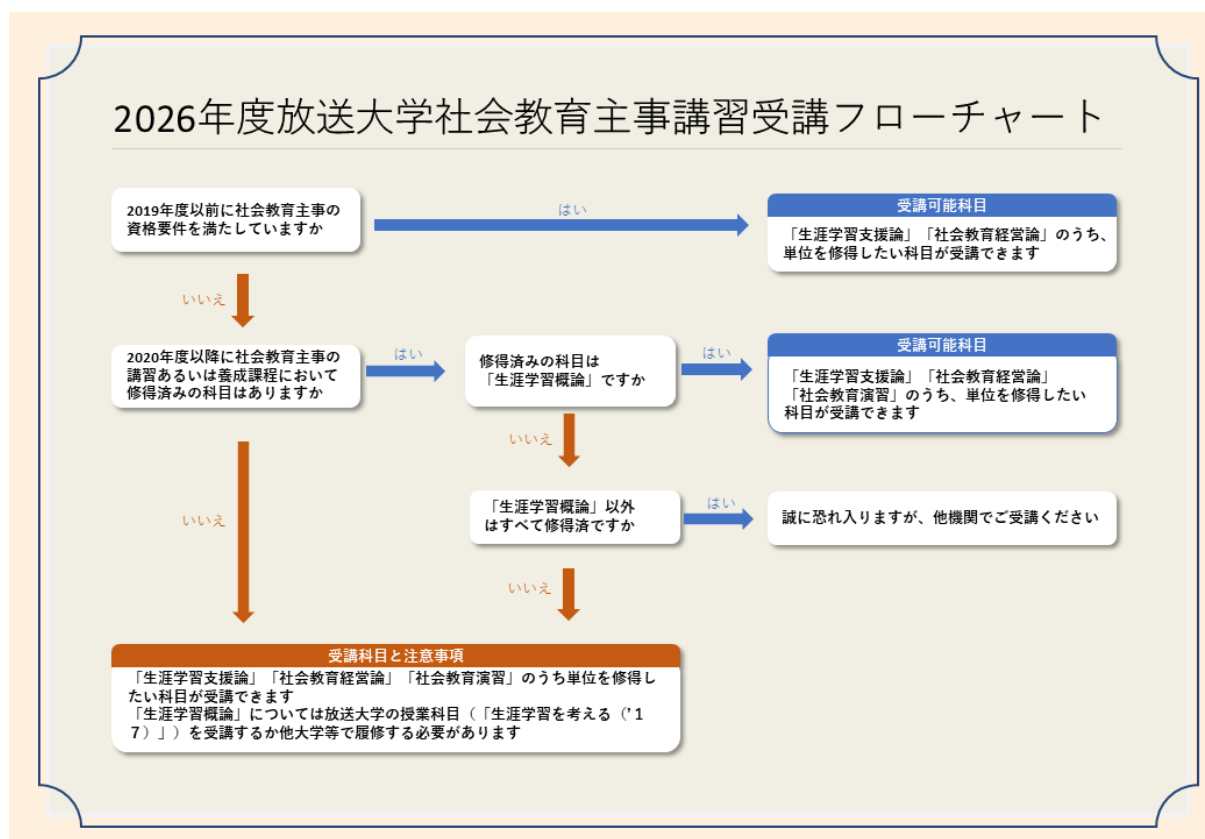 2026年度放送大学社会教育主事講習受講フローチャート
2019年度以前に社会教育主事の
資格要件を満たしていますか
はい
受講可能科目
「生涯学習支援論」「社会教育経営論」のうち、
単位を修得したい科目が受講できます
いいえ
2020年度以降に社会教育主事の
講習あるいは養成課程において
修得済みの科目はありますか
はい
修得済みの科目は
「生涯学習概論」ですか
はい
受講可能科目
「生涯学習支援論」「社会教育経営論」
「社会教育演習」のうち、単位を修得したい
科目が受講できます
いいえ
いいえ
「生涯学習概論」以外
はすべて修得済ですか
はい
誠に恐れ入りますが、他機関でご受講ください
いいえ
受講科目と注意事項
「生涯学習支援論」「社会教育経営論」「社会教育演習」のうち単位を修得し
たい科目が受講できます
「生涯学習概論」については放送大学の授業科目（「生涯学習を考える（’１
７）」）を受講するか他大学等で履修する必要があります